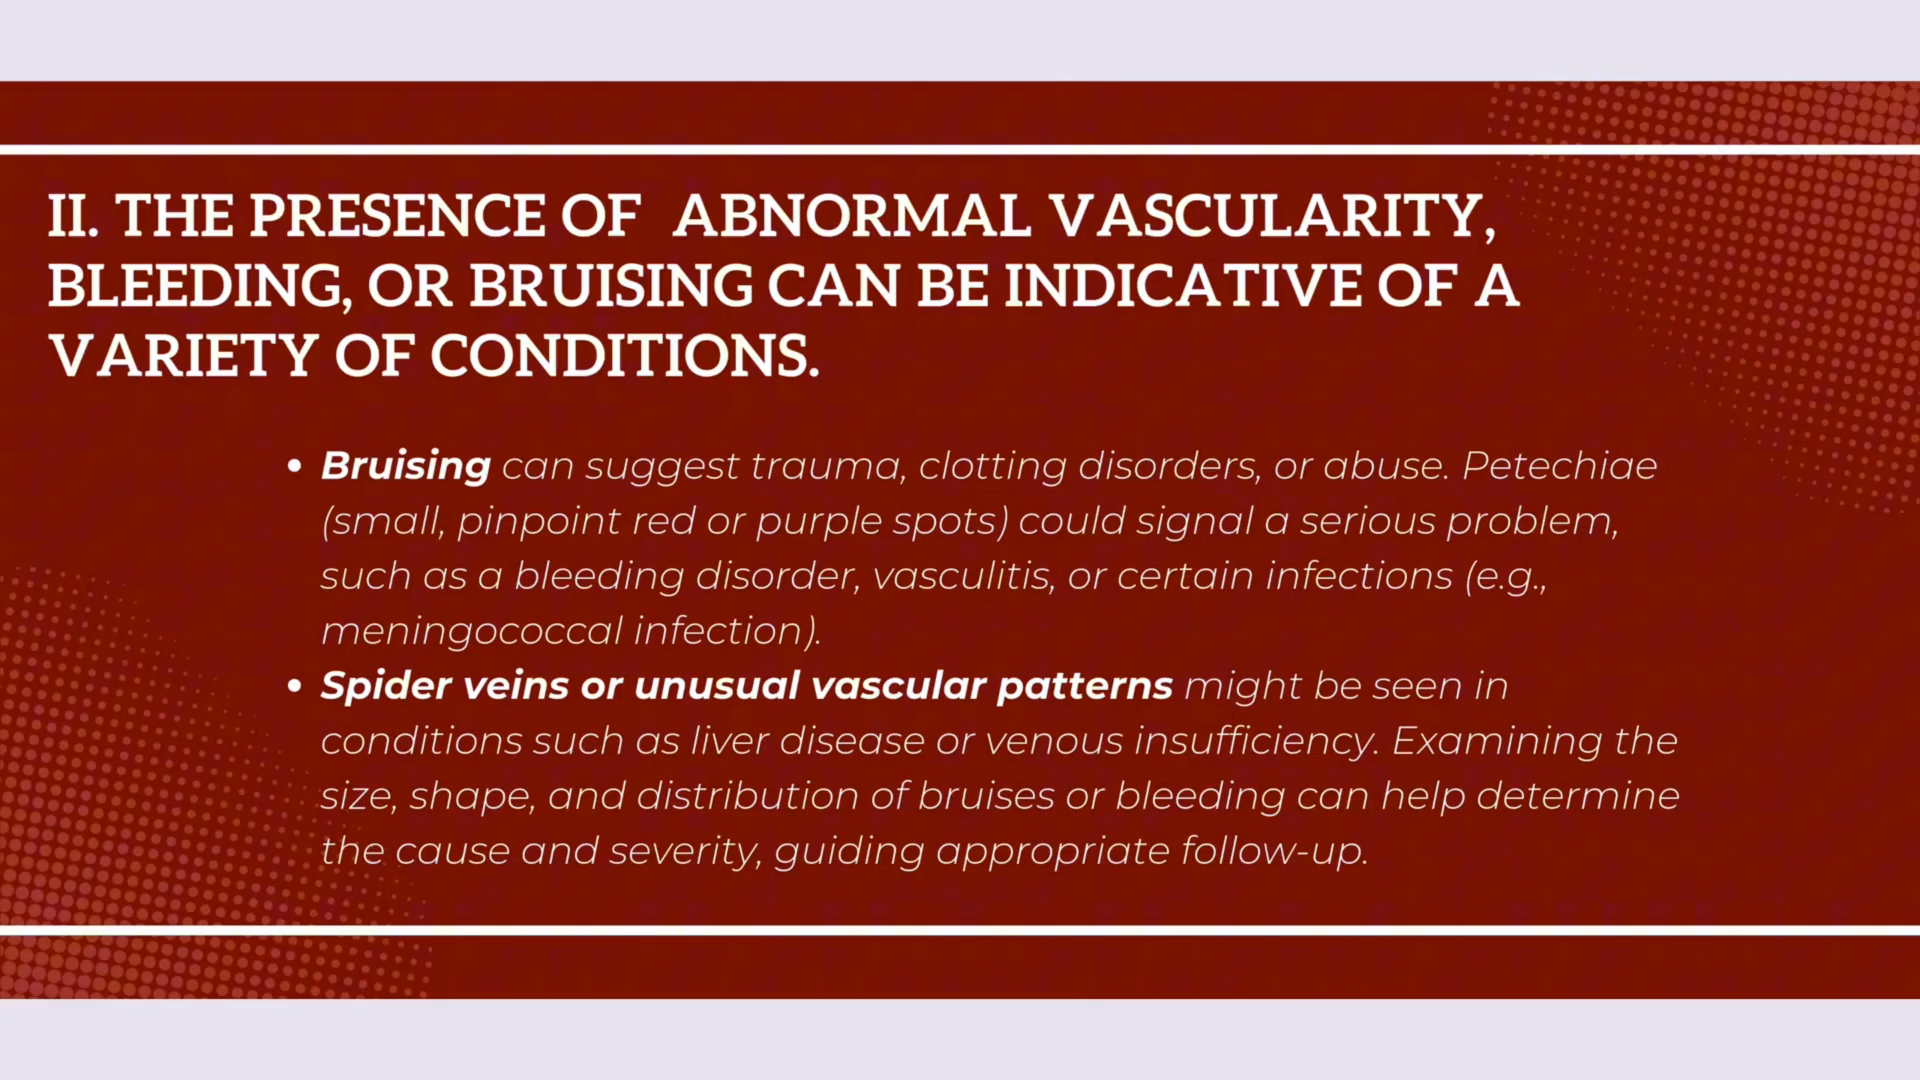 II. THE PRESENCE OF ABNORMAL VASCULARITY,
BLEEDING, OR BRUISING CAN BE INDICATIVE OF A
VARIETY OF CONDITIONS.
• Bruising can suggest trauma, clotting disorders, or abuse. Petechiae
(small, pinpoint red or purple spots) could signal a serious problem,
such as a bleeding disorder, vasculitis, or certain infections (e.g.,
meningococcal infection).
• Spider veins or unusual vascular patterns might be seen in
conditions such as liver disease or venous insufficiency. Examining the
size, shape, and distribution of bruises or bleeding can help determine
the cause and severity, guiding appropriate follow-up.